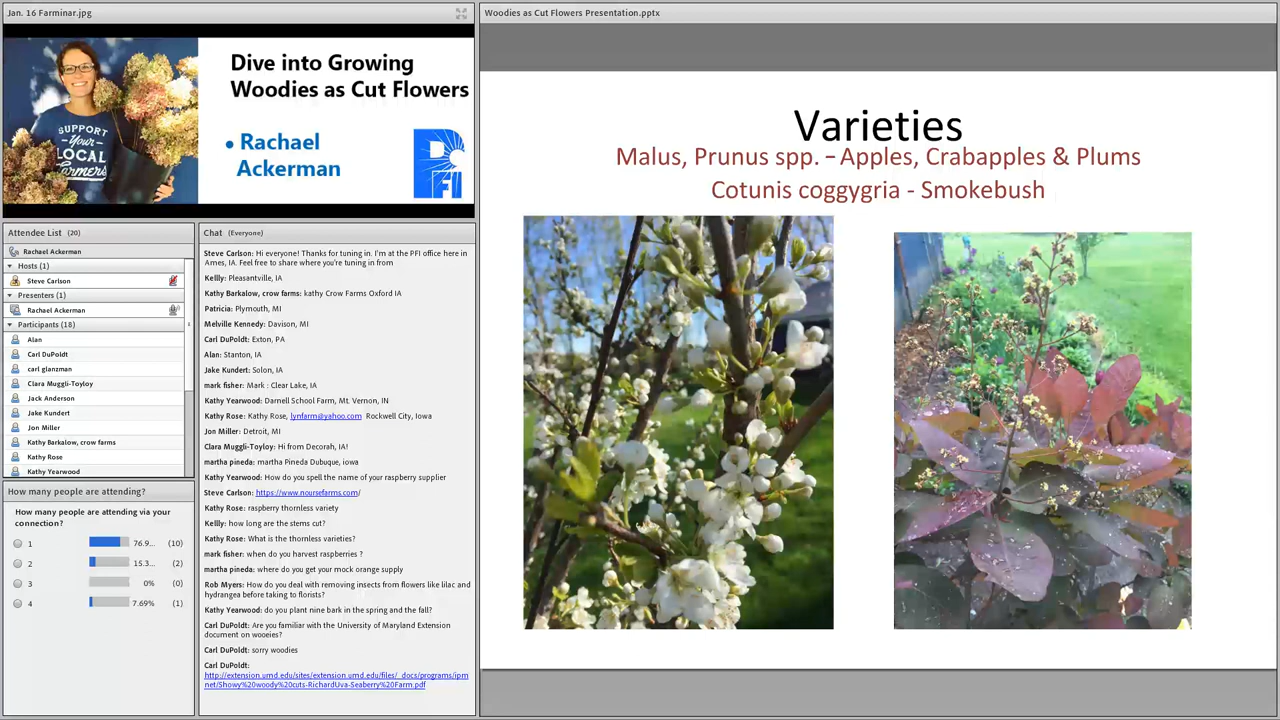 Jan. 16 Farminar.jpg
Dive into Growing
Woodies as Cut Flowers
• Rachael
Ackerman
PFI
SUPPORT
Your
LOCAL
Farmers
Attendee List (20)
Rachael Ackerman
Hosts (1)
Steve Carlson
Presenters (1)
Rachael Ackerman
Participants (18)
Alan
Carl DuPoldt
carl glanzman
Clara Muggli-Toyloy
Jack Anderson
Jake Kundert
Jon Miller
Kathy Barkalow, crow farms
Kathy Rose
Kathy Yearwood
How many people are attending?
How many people are attending via your
connection?
1 76.9... (10)
2 15.3... (2)
3 0% (0)
4 7.69% (1)
Chat (Everyone)
Steve Carlson: Hi everyone! Thanks for tuning in. I'm at the PFI office here in
Ames, IA. Feel free to share where you're tuning in from
Kellly: Pleasantville, IA
Kathy Barkalow, crow farms: kathy Crow Farms Oxford IA
Patricia: Plymouth, MI
Melville Kennedy: Davison, MI
Carl DuPoldt: Exton, PA
Alan: Stanton, IA
Jake Kundert: Solon, IA
mark fisher: Mark : Clear Lake, IA
Kathy Yearwood: Darnell School Farm, Mt. Vernon, IN
Kathy Rose: Kathy Rose, lynfarm@yahoo.com Rockwell City, Iowa
Jon Miller: Detroit, MI
Clara Muggli-Toyloy: Hi from Decorah, IA!
martha pineda: martha Pineda Dubuque, iowa
Kathy Yearwood: How do you spell the name of your raspberry supplier
Steve Carlson: https://www.noursefarms.com/
Kathy Rose: raspberry thornless variety
Kellly: how long are the stems cut?
Kathy Rose: What is the thornless varieties?
mark fisher: when do you harvest raspberries ?
martha pineda: where do you get your mock orange supply
Rob Myers: How do you deal with removing insects from flowers like lilac and
hydrangea before taking to florists?
Kathy Yearwood: do you plant nine bark in the spring and the fall?
Carl DuPoldt: Are you familiar with the University of Maryland Extension
document on wooeies?
Carl DuPoldt: sorry woodies
Carl DuPoldt:
http://extension.umd.edu/sites/extension.umd.edu/files/_docs/programs/ipm
net/Showy%20woody%20cuts-RichardUva-Seaberry%20Farm.pdf
Woodies as Cut Flowers Presentation.pptx
Varieties
Malus, Prunus spp. – Apples, Crabapples & Plums
Cotunis coggygria - Smokebush